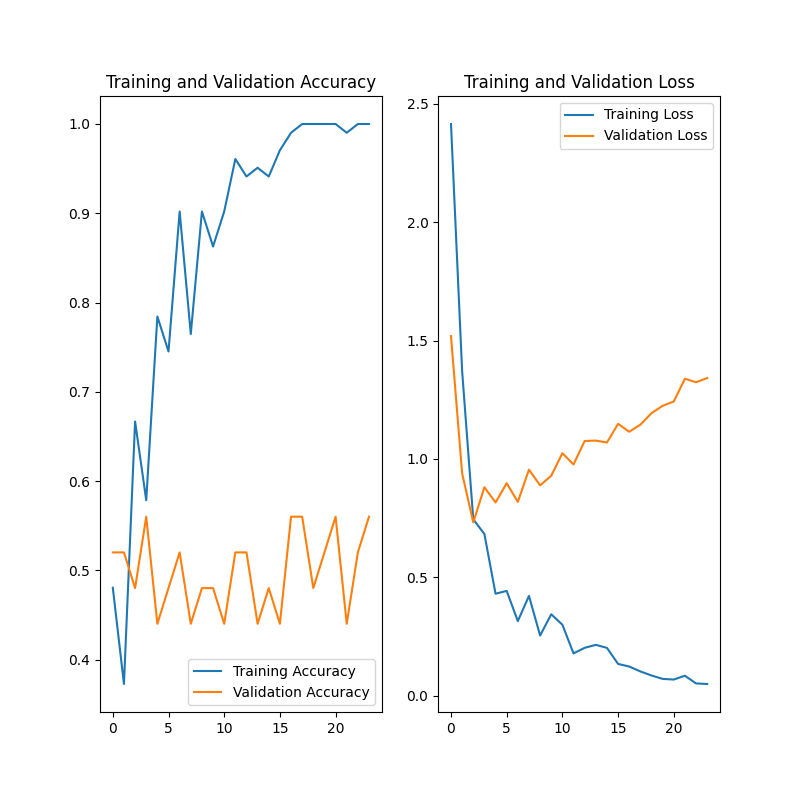 Training and Validation Accuracy
1.0
0.9
0.8
0.7
0.6
0.5
0.4
0 5 10 15 20
Training Accuracy
Validation Accuracy
Training and Validation Loss
2.5
2.0
1.5
1.0
0.5
0.0
0 5 10 15 20
Training Loss
Validation Loss